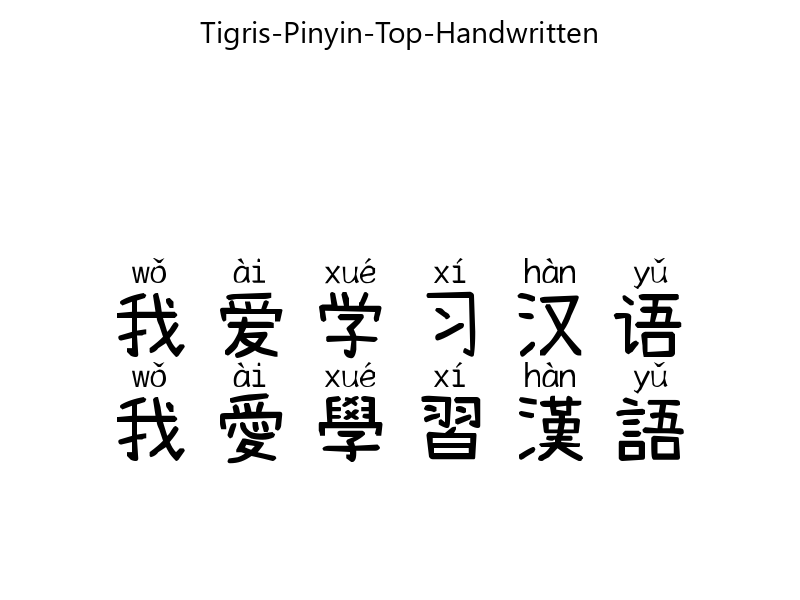 Tigris-Pinyin-Top-Handwritten
wǒ ài xué xí hàn yǔ
我爱学习汉语
wǒ ài xué xí hàn yǔ
我愛學習漢語